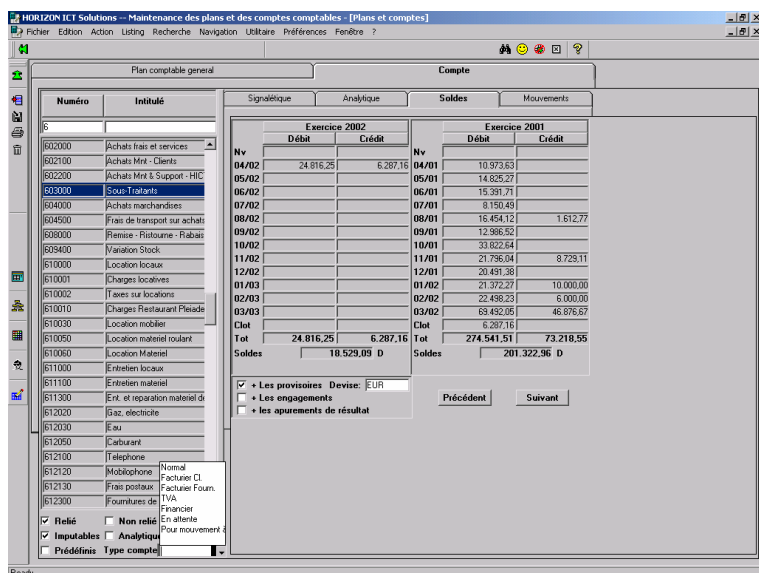 HORIZON ICT Solutions -- Maintenance des plans et des comptes comptables - [Plans et comptes]
Fichier Edition Action Listing Recherche Navigation Utilitaire Préférences Fenêtre ?
Plan comptable general Compte
Numéro Intitulé
Signalétique Analytique Soldes Mouvements
6
602000 Achats frais et services
602100 Achats Mnt - Clients
602200 Achats Mnt & Support - HIC
603000 Sous-Traitants
604000 Achats marchandises
604500 Frais de transport sur achats
608000 Remise - Ristourne - Rabais
609400 Variation Stock
610000 Location locaux
610001 Charges locatives
610002 Taxes sur locations
610010 Charges Restaurant Pleiade
610030 Location mobilier
610050 Location materiel roulant
610060 Location Materiel
611000 Entretien locaux
611100 Entretien materiel
611300 Ent. et reparation materiel de
612020 Gaz, electricite
612030 Eau
612050 Carburant
612100 Telephone
612120 Mobilophone
612130 Frais postaux
612300 Fournitures de
Relié Non relié
Imputables Analytique
Prédéfinis Type compte
Normal
Facturier Cl.
Facturier Fourn.
TVA
Financier
En attente
Pour mouvement à
Exercice 2002 Exercice 2001
Débit Crédit Débit Crédit
Nv Nv
04/02 24.816,25 6.287,16 04/01 10.973,63
05/02 05/01 14.825,27
06/02 06/01 15.391,71
07/02 07/01 8.150,49
08/02 08/01 16.454,12 1.612,77
09/02 09/01 12.986,52
10/02 10/01 33.822,64
11/02 11/01 21.796,04 8.729,11
12/02 12/01 20.491,38
01/03 01/02 21.372,27 10.000,00
02/03 02/02 22.498,23 6.000,00
03/03 03/02 69.492,05 46.876,67
Clot Clot 6.287,16
Tot 24.816,25 6.287,16 Tot 274.541,51 73.218,55
Soldes 18.529,09 D Soldes 201.322,96 D
+ Les provisoires Devise: EUR
+ Les engagements
+ les apurements de résultat
Précédent Suivant
Ready